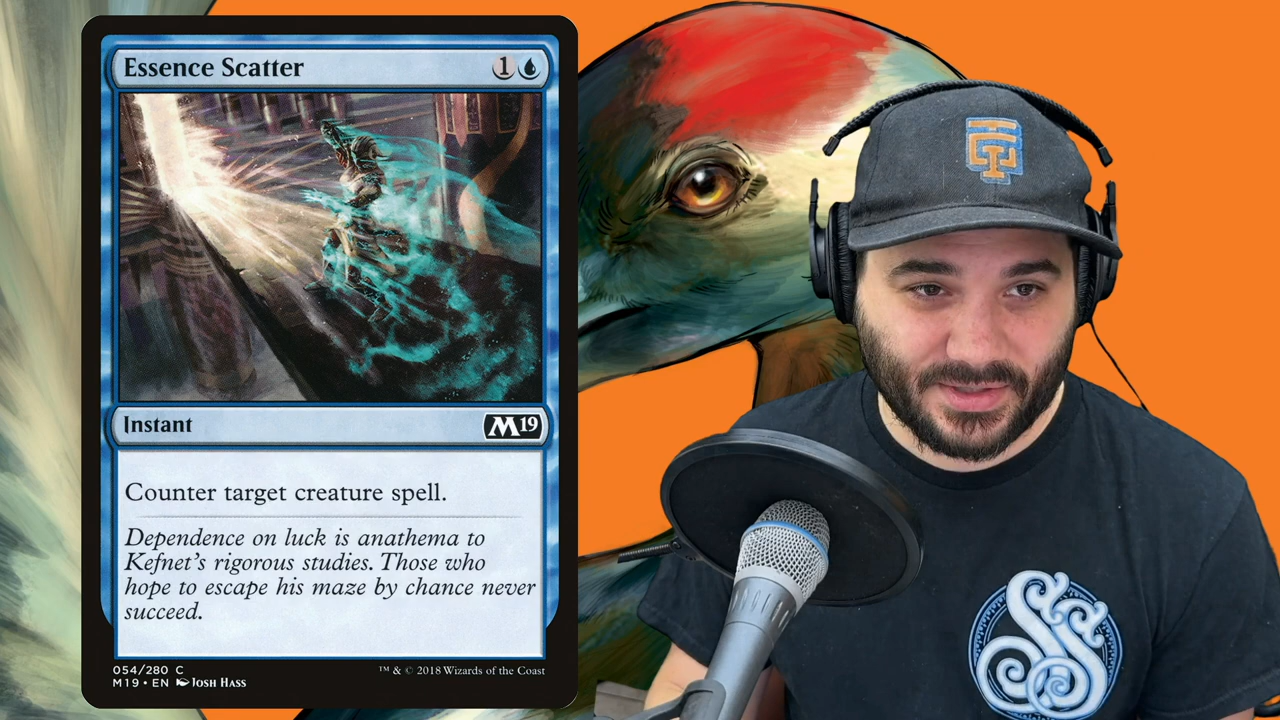 Essence Scatter 1
Instant M19
Counter target creature spell.
Dependence on luck is anathema to
Kefnet's rigorous studies. Those who
hope to escape his maze by chance never
succeed.
054/280 C
M19 • EN Josh Hass
™ & © 2018 Wizards of the Coast